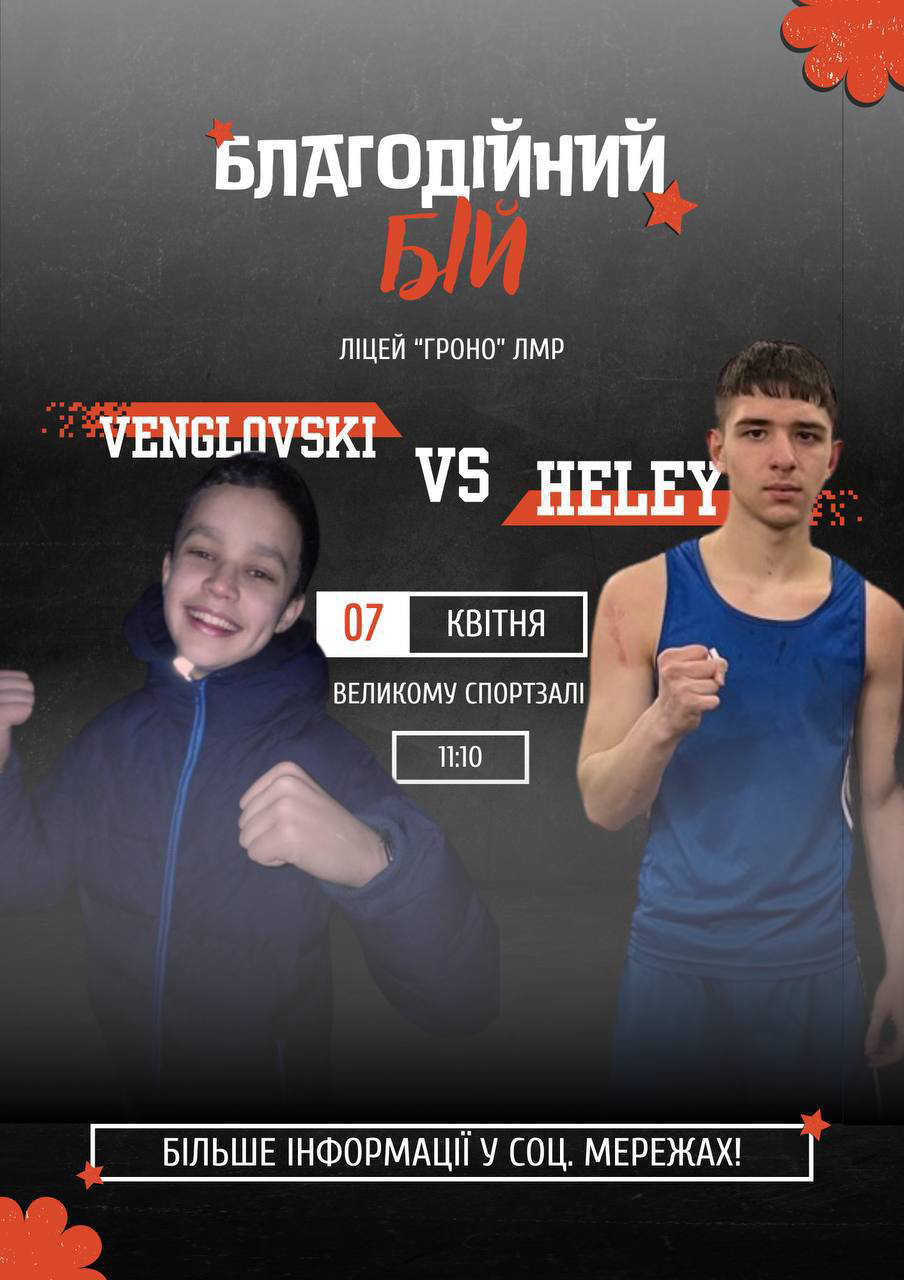 БЛАГОДІЙНИЙ
БІЙ
ЛІЦЕЙ “ГРОНО” ЛМР
VENGLOVSKI
VS
HELEY
07 КВІТНЯ
ВЕЛИКОМУ СПОРТЗАЛІ
11:10
БІЛЬШЕ ІНФОРМАЦІЇ У СОЦ. МЕРЕЖАХ!